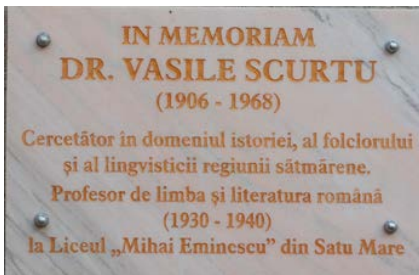 IN MEMORIAM
DR. VASILE SCURTU
(1906 - 1968)
Cercetător în domeniul istoriei, al folclorului
și al lingvisticii regiunii sătmărene.
Profesor de limba și literatura română
(1930 - 1940)
la Liceul „Mihai Eminescu” din Satu Mare